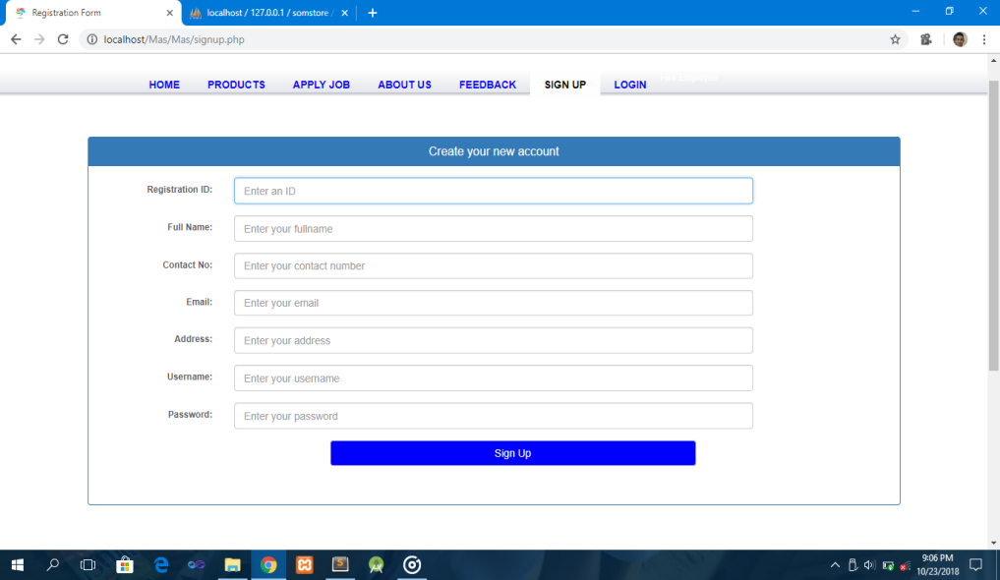 Registration Form
localhost / 127.0.0.1 / somstore /
localhost/Mas/Mas/signup.php
HOME PRODUCTS APPLY JOB ABOUT US FEEDBACK SIGN UP LOGIN
Create your new account
Registration ID: Enter an ID
Full Name: Enter your fullname
Contact No: Enter your contact number
Email: Enter your email
Address: Enter your address
Username: Enter your username
Password: Enter your password
Sign Up
9:06 PM
10/23/2018